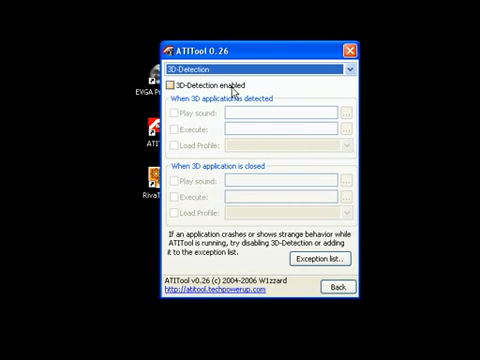 ATITool 0.26
3D-Detection
3D-Detection enabled
When 3D application is detected
Play sound:
...
Execute:
...
Load Profile:
When 3D application is closed
Play sound:
...
Execute:
...
Load Profile:
If an application crashes or shows strange behavior while
ATITool is running, try disabling 3D-Detection or adding
it to the exception list.
Exception list..
ATITool v0.26 (c) 2004-2006 W1zzard
http://atitool.techpowerup.com
Back
EVGA P
ATI
RivaT